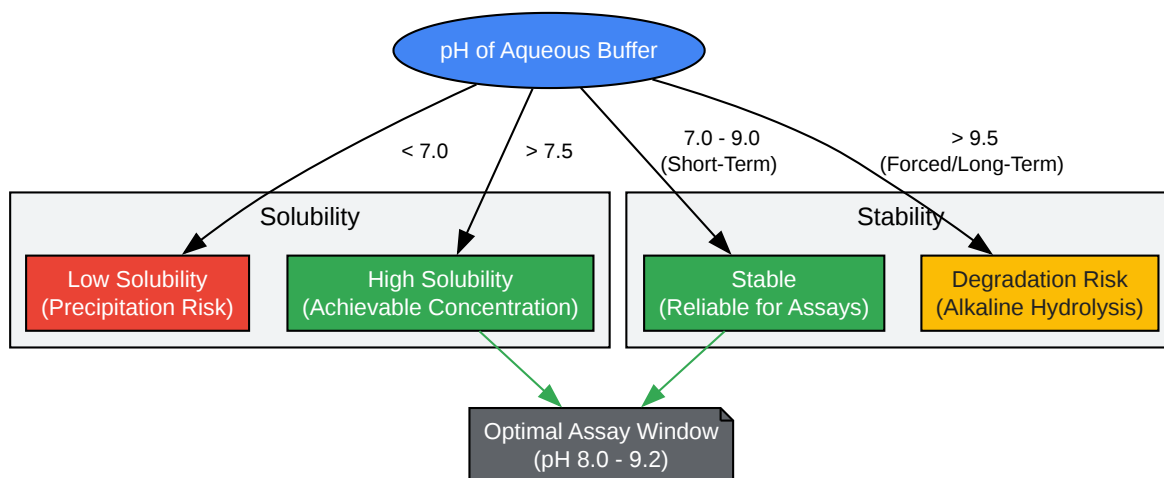 pH of Aqueous Buffer
< 7.0
> 7.5
7.0 - 9.0
(Short-Term)
> 9.5
(Forced/Long-Term)
Solubility
Stability
Low Solubility
(Precipitation Risk)
High Solubility
(Achievable Concentration)
Stable
(Reliable for Assays)
Degradation Risk
(Alkaline Hydrolysis)
Optimal Assay Window
(pH 8.0 - 9.2)